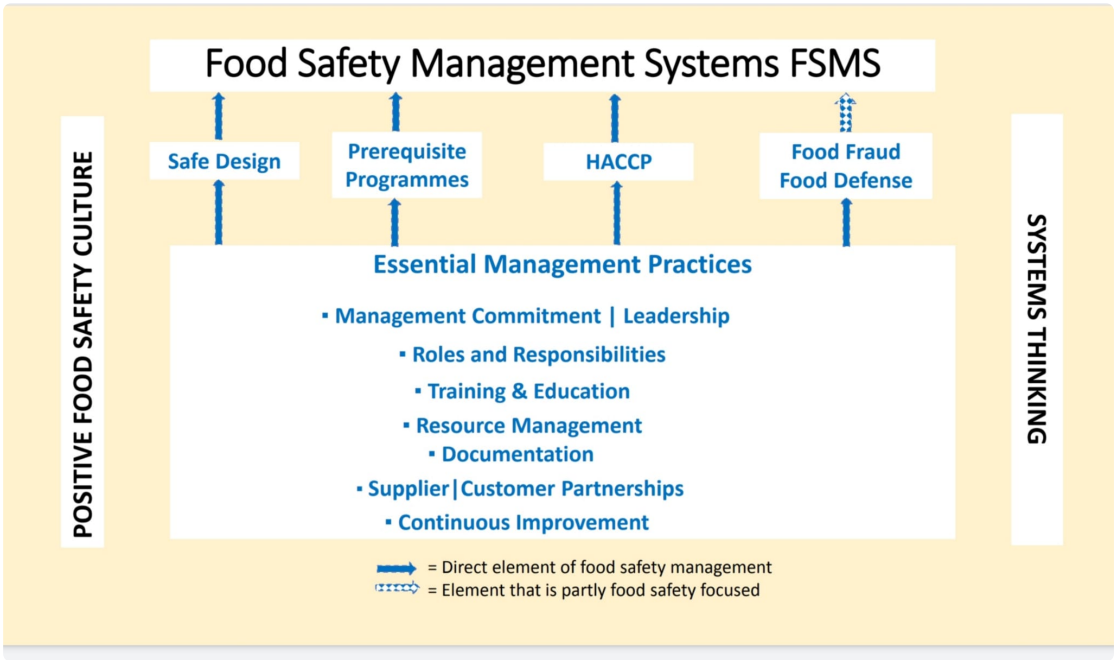 Food Safety Management Systems FSMS
POSITIVE FOOD SAFETY CULTURE
Safe Design
Prerequisite
Programmes
HACCP
Food Fraud
Food Defense
SYSTEMS THINKING
Essential Management Practices
▪ Management Commitment | Leadership
▪ Roles and Responsibilities
▪ Training & Education
▪ Resource Management
▪ Documentation
▪ Supplier|Customer Partnerships
▪ Continuous Improvement
= Direct element of food safety management
= Element that is partly food safety focused